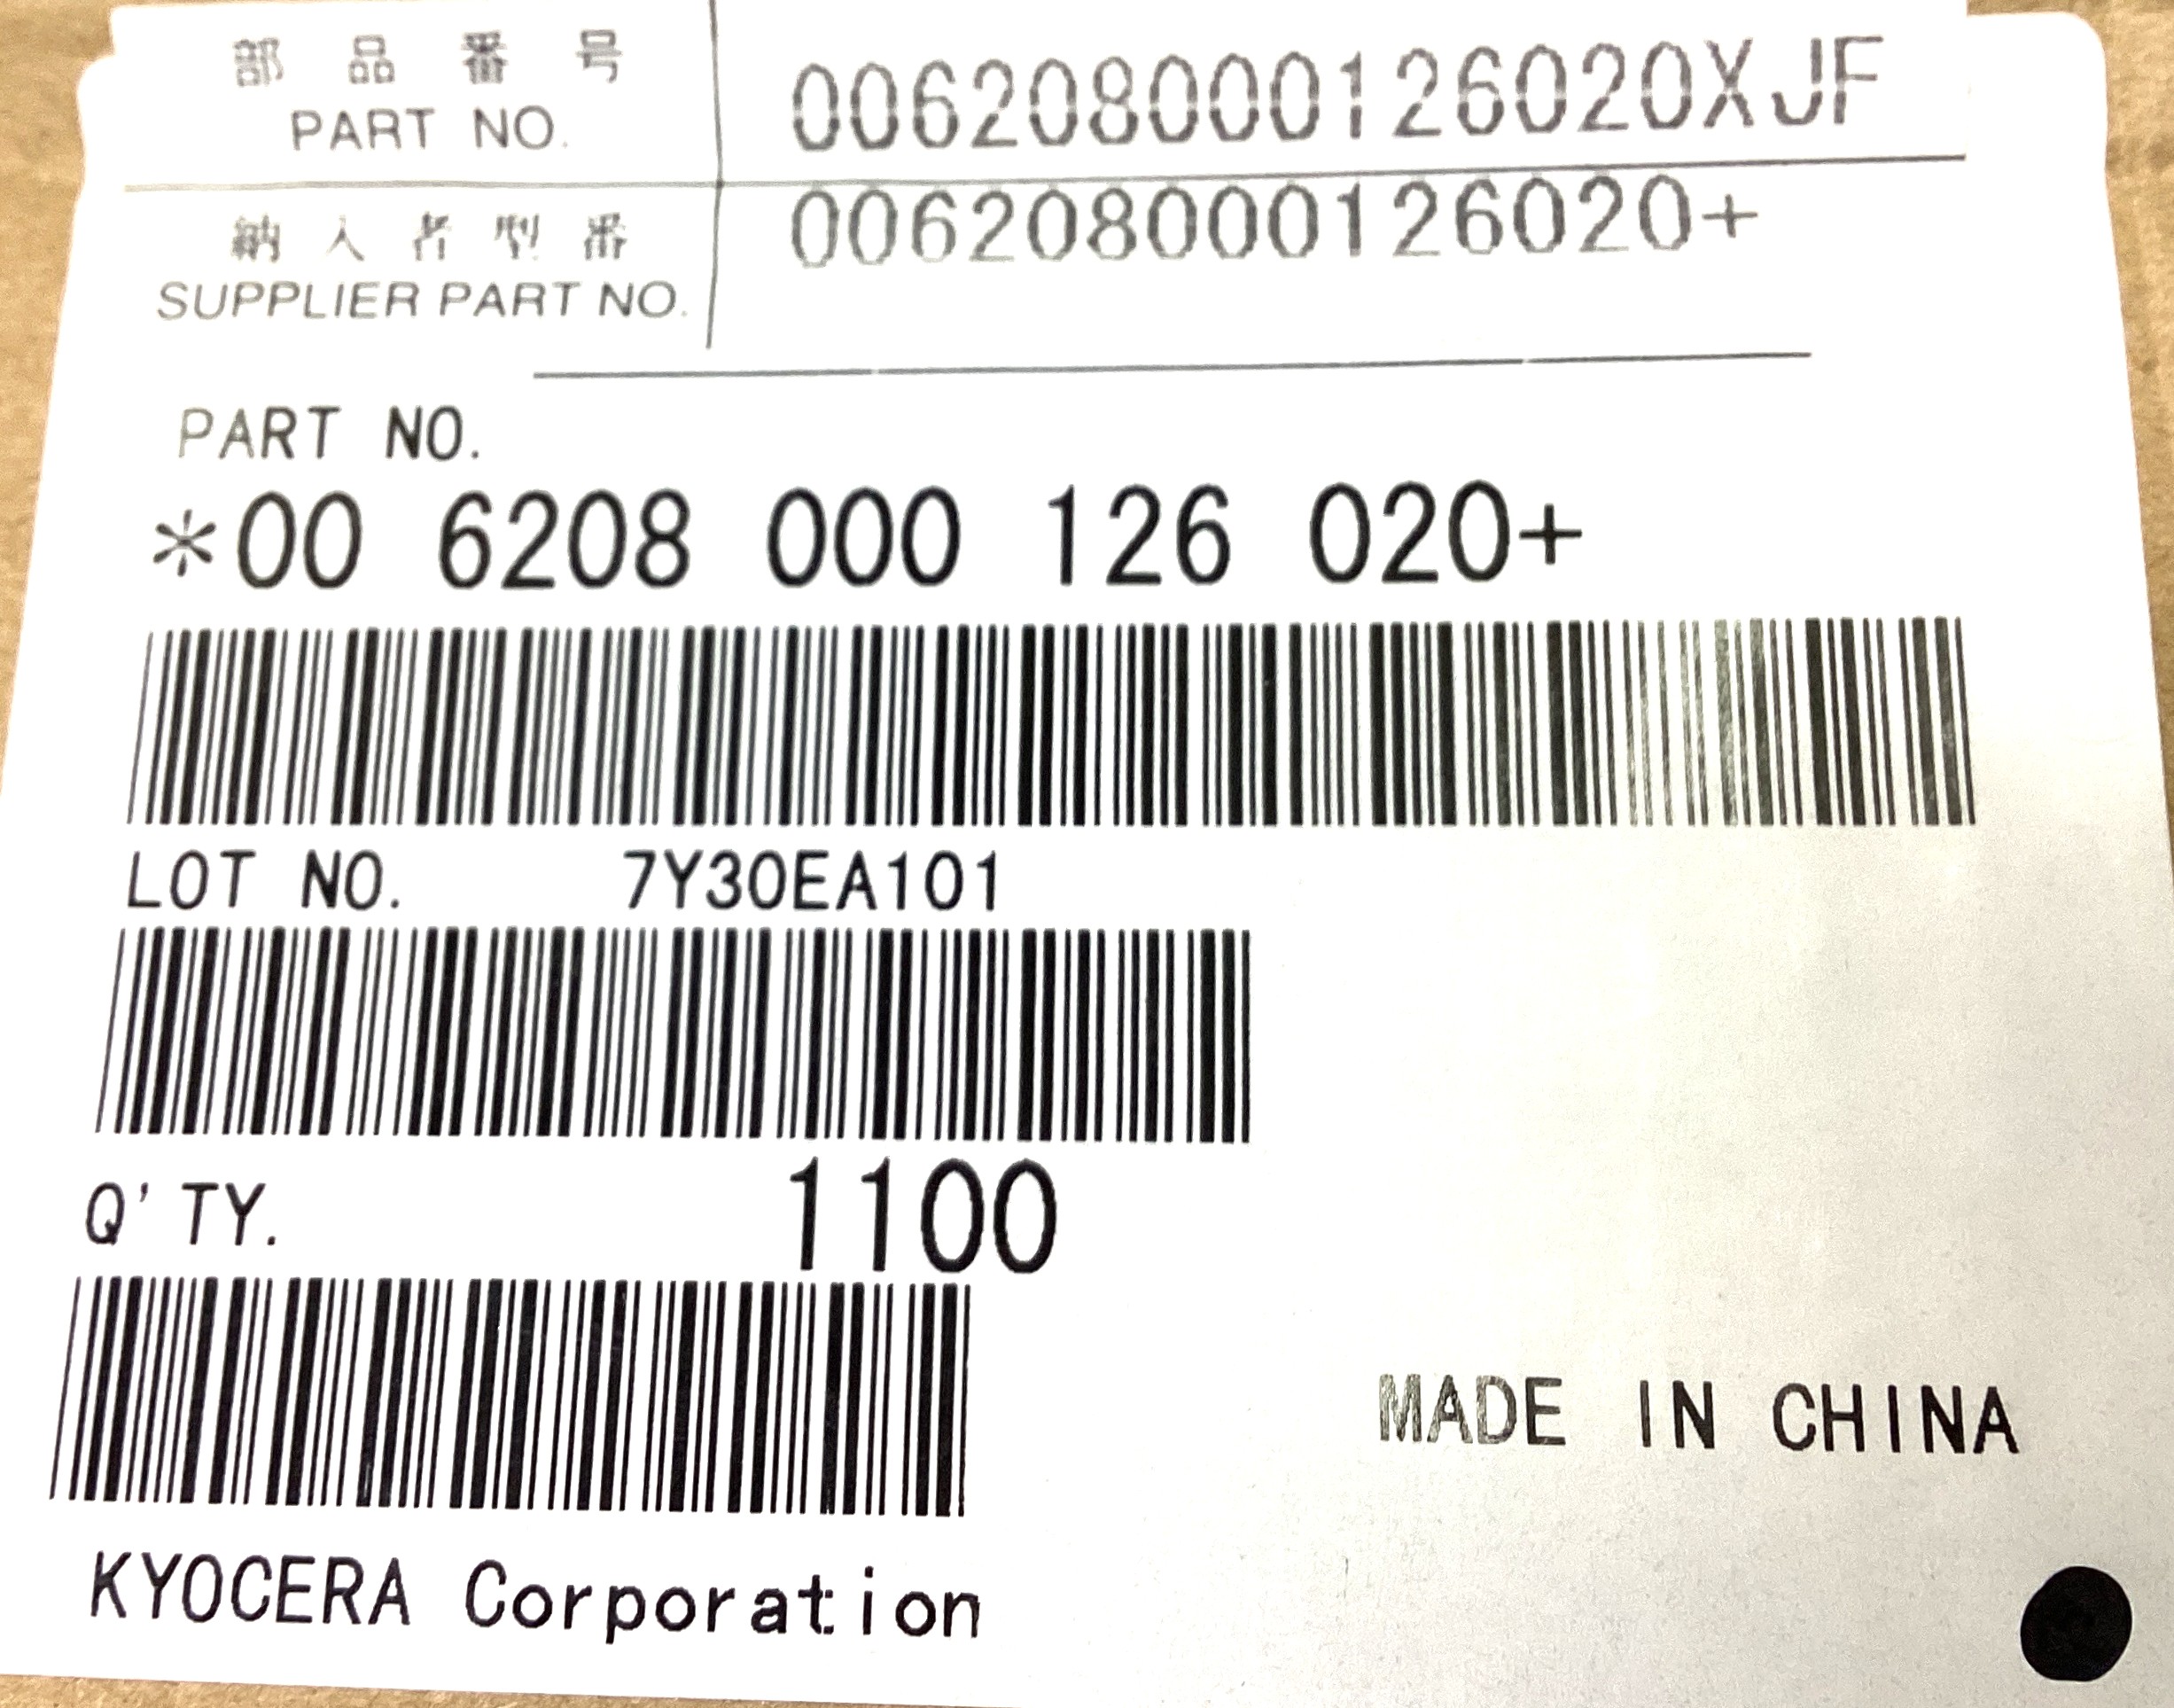 部品番号
PART NO.
006208000126020XJF
納入者型番
SUPPLIER PART NO.
006208000126020+
PART NO.
*00 6208 000 126 020+
LOT NO. 7Y30EA101
Q'TY. 1100
MADE IN CHINA
KYOCERA Corporation